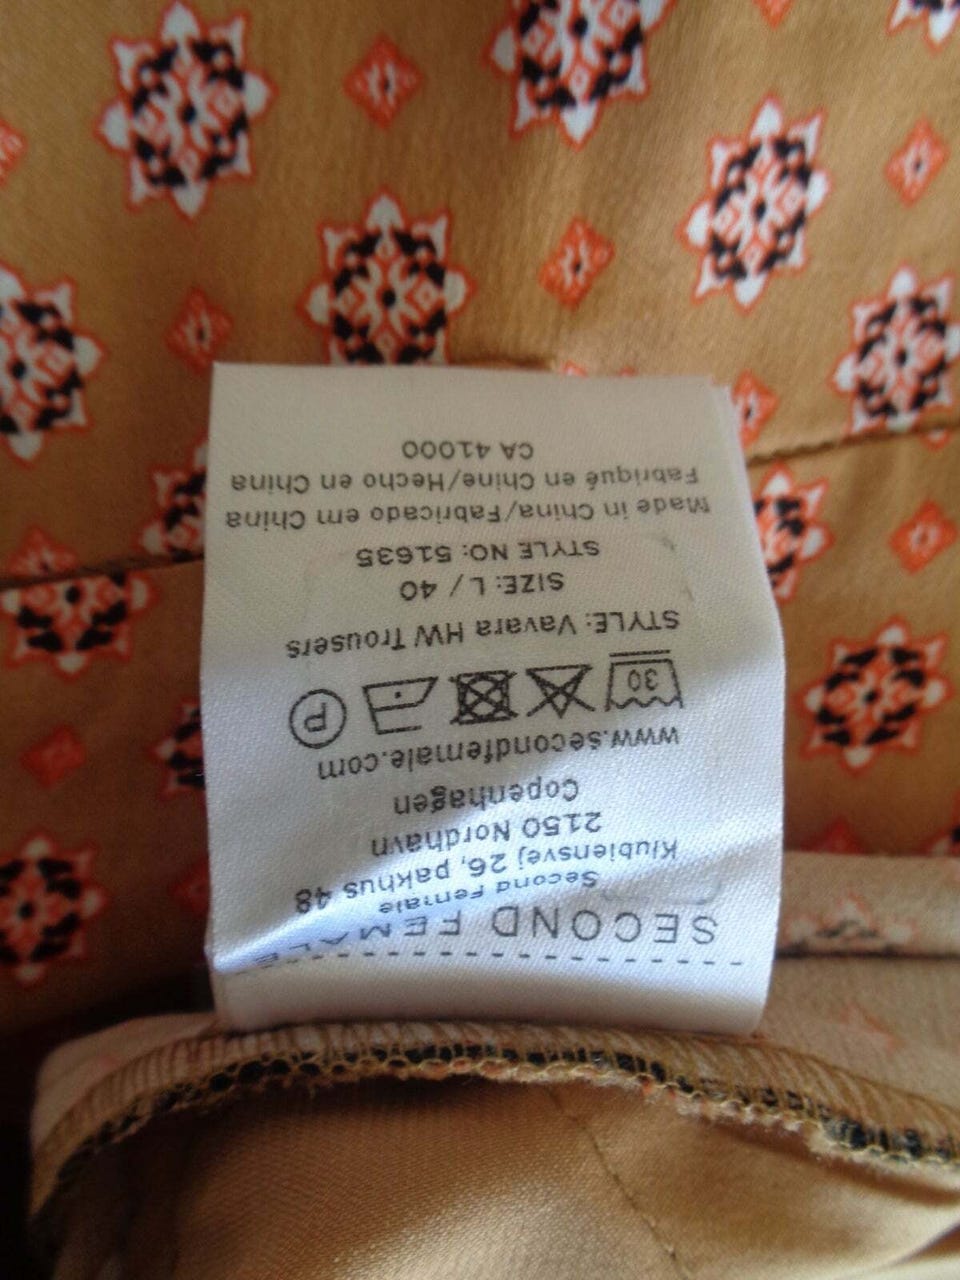 SECOND FEMALE
Second Female
Klubiensvej 26, pakhus 48
2150 Nordhavn
Copenhagen
www.secondfemale.com
30
P
STYLE: Vavara HW Trousers
SIZE: L / 40
STYLE NO: 51635
Made in China/Fabricado em China
Fabriqué en Chine/Hecho en China
CA 41000